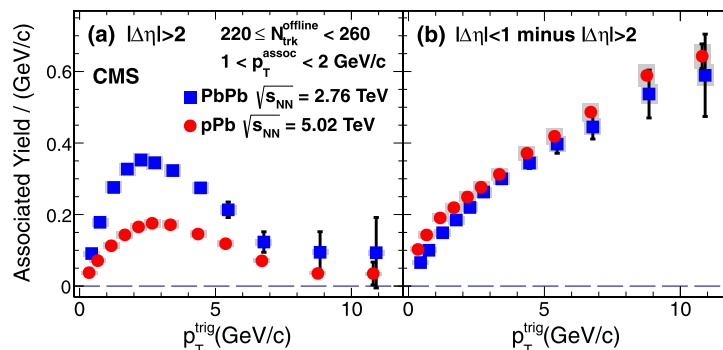 (a) |Δη|>2
220 ≤ N_trk^offline < 260
1 < p_T^assoc < 2 GeV/c
CMS
PbPb √s_NN = 2.76 TeV
pPb √s_NN = 5.02 TeV
(b) |Δη|<1 minus |Δη|>2
Associated Yield / (GeV/c)
0.6
0.4
0.2
0
0 5 10
0 5 10
p_T^trig(GeV/c)
p_T^trig(GeV/c)